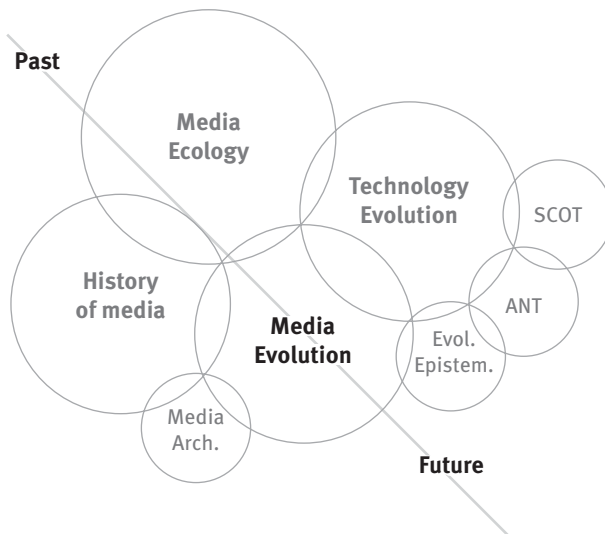 Past
Media
Ecology
Technology
Evolution
SCOT
History
of media
ANT
Media
Evolution
Evol.
Epistem.
Media
Arch.
Future